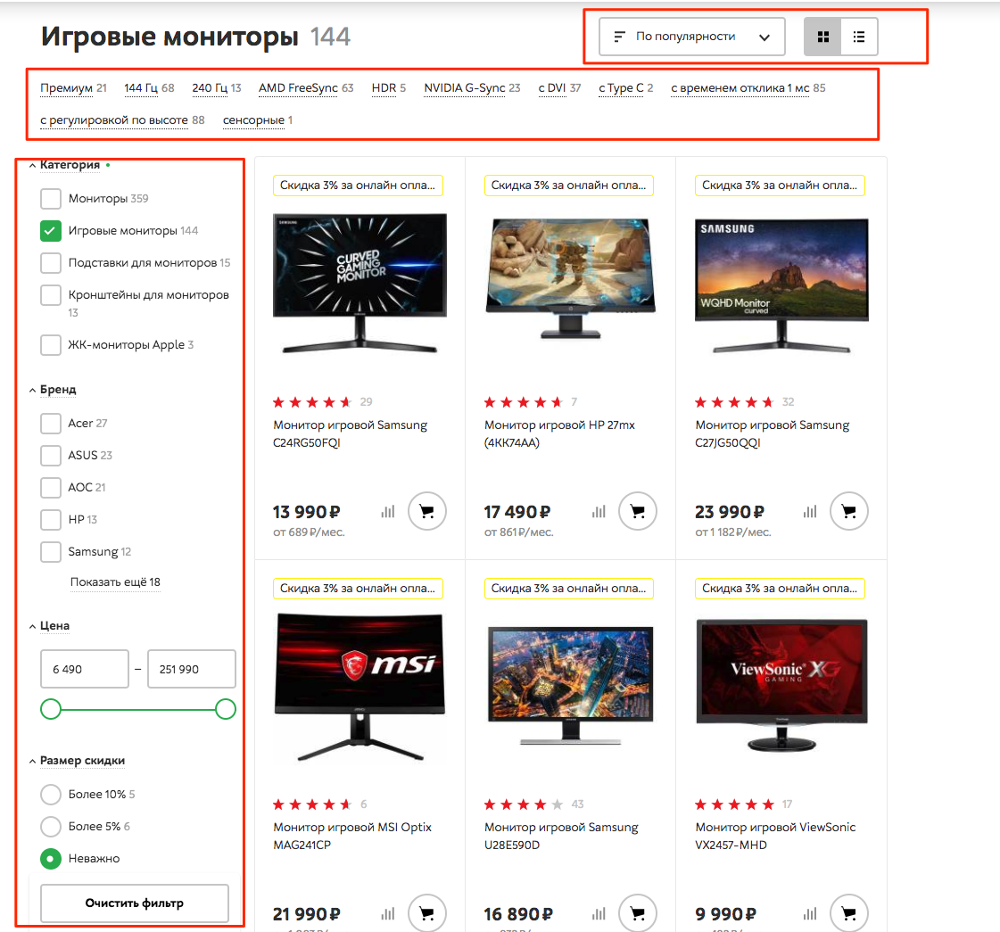 Игровые мониторы 144
По популярности
Премиум 21 144 Гц 68 240 Гц 13 AMD FreeSync 63 HDR 5 NVIDIA G-Sync 23 с DVI 37 с Type C 2 с временем отклика 1 мс 85
с регулировкой по высоте 88 сенсорные 1
Категория
Мониторы 359
Игровые мониторы 144
Подставки для мониторов 15
Кронштейны для мониторов
13
ЖК-мониторы Apple 3
Бренд
Acer 27
ASUS 23
AOC 21
HP 13
Samsung 12
Показать ещё 18
Цена
6 490 – 251 990
Размер скидки
Более 10% 5
Более 5% 6
Неважно
Очистить фильтр
Скидка 3% за онлайн опла...
SAMSUNG
CURVED
GAMING
MONITOR
29
Монитор игровой Samsung
C24RG50FQI
13 990 ₽
от 689 ₽/мес.
Скидка 3% за онлайн опла...
7
Монитор игровой HP 27mx
(4KK74AA)
17 490 ₽
от 861 ₽/мес.
Скидка 3% за онлайн опла...
SAMSUNG
WQHD Monitor
curved
32
Монитор игровой Samsung
C27JG50QQI
23 990 ₽
от 1 182 ₽/мес.
Скидка 3% за онлайн опла...
msi
6
Монитор игровой MSI Optix
MAG241CP
21 990 ₽
Скидка 3% за онлайн опла...
43
Монитор игровой Samsung
U28E590D
16 890 ₽
Скидка 3% за онлайн опла...
ViewSonic XG
GAMING
17
Монитор игровой ViewSonic
VX2457-MHD
9 990 ₽